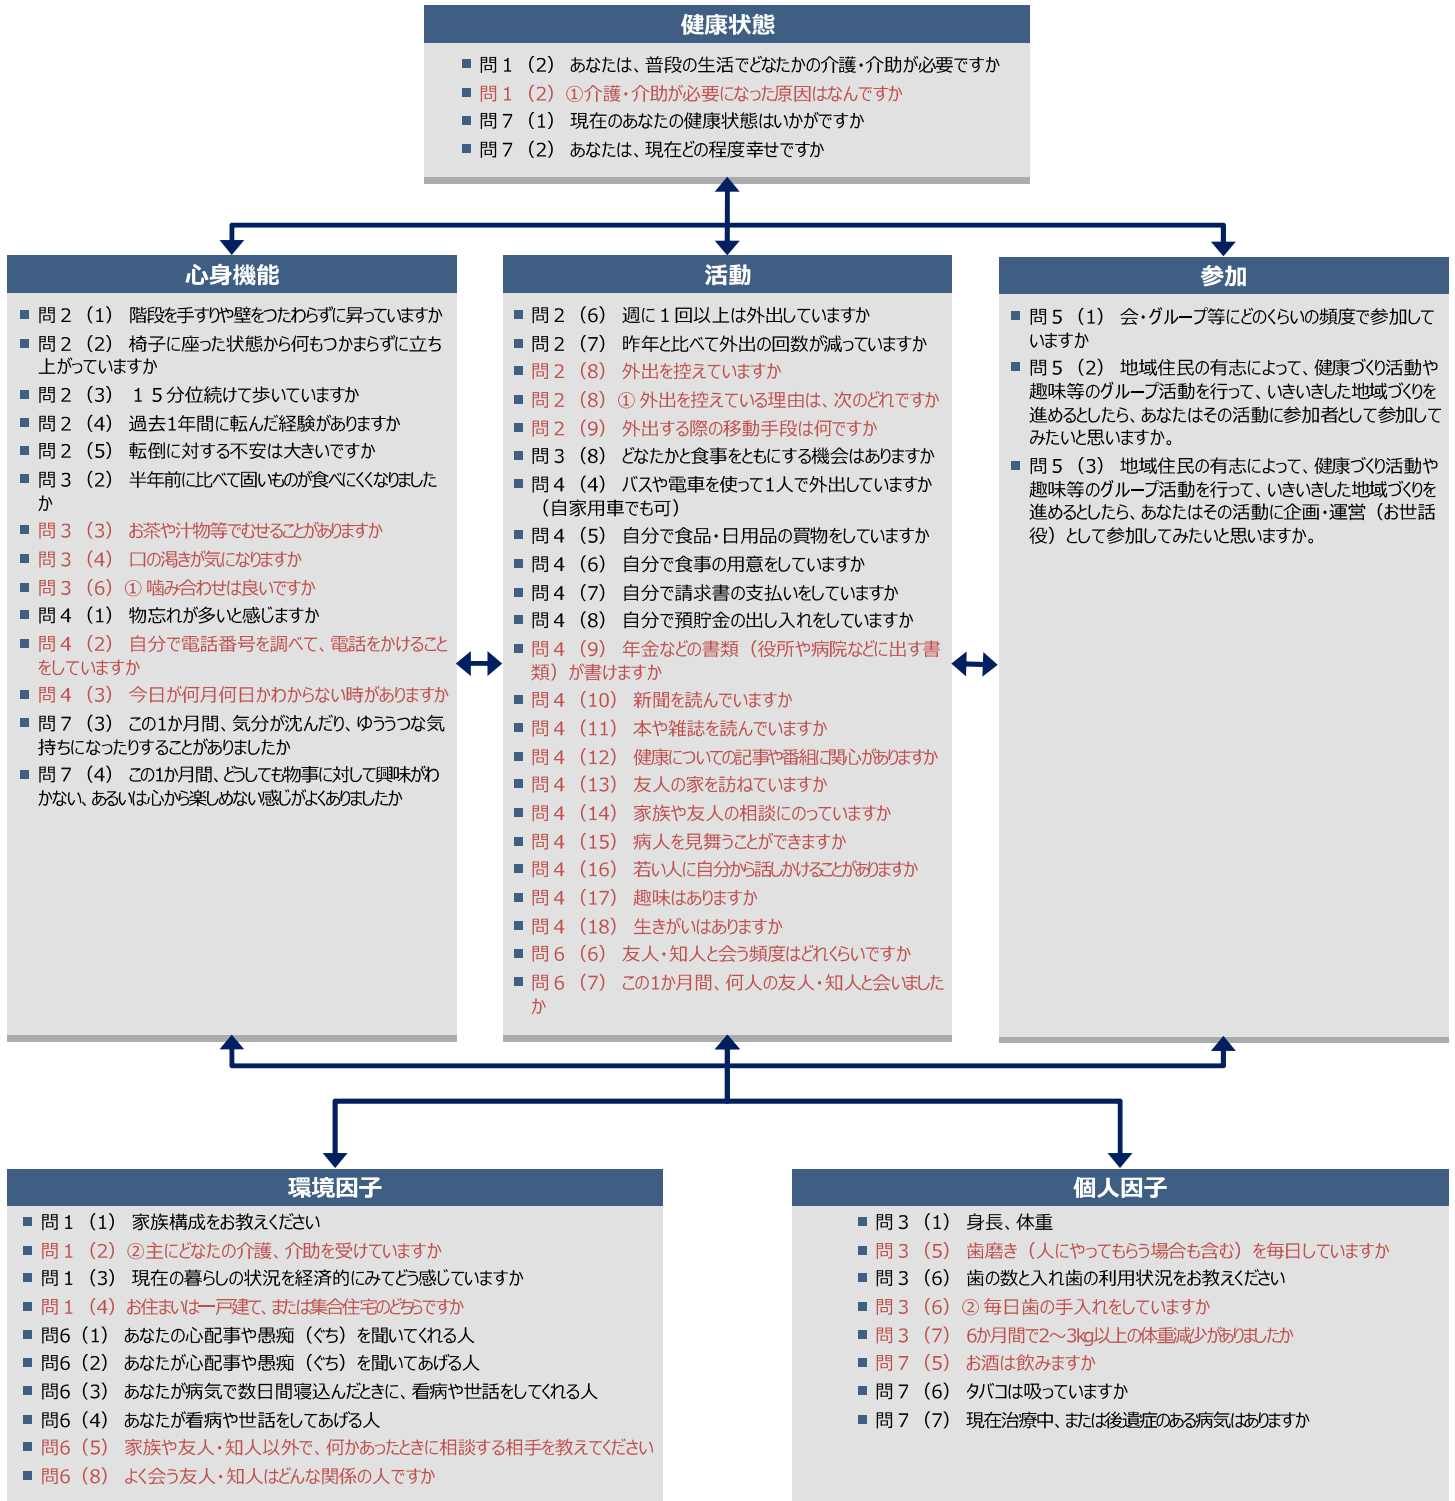 健康状態
問1（2） あなたは、普段の生活でどなたかの介護・介助が必要ですか
問1（2）①介護・介助が必要になった原因はなんですか
問7（1） 現在のあなたの健康状態はいかがですか
問7（2） あなたは、現在どの程度幸せですか
心身機能
問2（1） 階段を手すりや壁をつたわらずに昇っていますか
問2（2） 椅子に座った状態から何もつかまらずに立ち
上がっていますか
問2（3） 15分位続けて歩いていますか
問2（4） 過去1年間に転んだ経験がありますか
問2（5） 転倒に対する不安は大きいですか
問3（2） 半年前に比べて固いものが食べにくくなりました
か
問3（3） お茶や汁物等でむせることがありますか
問3（4） 口の渇きが気になりますか
問3（6）① 噛み合わせは良いですか
問4（1） 物忘れが多いと感じますか
問4（2） 自分で電話番号を調べて、電話をかけること
をしていますか
問4（3） 今日が何月何日かわからない時がありますか
問7（3） この1か月間、気分が沈んだり、ゆううつな気
持ちになったりすることがありましたか
問7（4） この1か月間、どうしても物事に対して興味がわ
かない、あるいは心から楽しめない感じがよくありましたか
活動
問2（6） 週に1回以上は外出していますか
問2（7） 昨年と比べて外出の回数が減っていますか
問2（8） 外出を控えていますか
問2（8）① 外出を控えている理由は、次のどれですか
問2（9） 外出する際の移動手段は何ですか
問3（8） どなたかと食事をともにする機会はありますか
問4（4） バスや電車を使って1人で外出していますか
（自家用車でも可）
問4（5） 自分で食品・日用品の買物をしていますか
問4（6） 自分で食事の用意をしていますか
問4（7） 自分で請求書の支払いをしていますか
問4（8） 自分で預貯金の出し入れをしていますか
問4（9） 年金などの書類（役所や病院などに出す書
類）が書けますか
問4（10） 新聞を読んでいますか
問4（11） 本や雑誌を読んでいますか
問4（12） 健康についての記事や番組に関心がありますか
問4（13） 友人の家を訪ねていますか
問4（14） 家族や友人の相談にのっていますか
問4（15） 病人を見舞うことができますか
問4（16） 若い人に自分から話しかけることがありますか
問4（17） 趣味はありますか
問4（18） 生きがいはありますか
問6（6） 友人・知人と会う頻度はどれくらいですか
問6（7） この1か月間、何人の友人・知人と会いました
か
参加
問5（1） 会・グループ等にどのくらいの頻度で参加して
いますか
問5（2） 地域住民の有志によって、健康づくり活動や
趣味等のグループ活動を行って、いきいきした地域づくりを
進めるとしたら、あなたはその活動に参加者として参加して
みたいと思いますか。
問5（3） 地域住民の有志によって、健康づくり活動や
趣味等のグループ活動を行って、いきいきした地域づくりを
進めるとしたら、あなたはその活動に企画・運営（お世話
役）として参加してみたいと思いますか。
環境因子
問1（1） 家族構成をお教えください
問1（2）②主にどなたの介護、介助を受けていますか
問1（3） 現在の暮らしの状況を経済的にみてどう感じていますか
問1（4）お住まいは一戸建て、または集合住宅のどちらですか
問6（1） あなたの心配事や愚痴（ぐち）を聞いてくれる人
問6（2） あなたが心配事や愚痴（ぐち）を聞いてあげる人
問6（3） あなたが病気で数日間寝込んだときに、看病や世話をしてくれる人
問6（4） あなたが看病や世話をしてあげる人
問6（5） 家族や友人・知人以外で、何かあったときに相談する相手を教えてください
問6（8） よく会う友人・知人はどんな関係の人ですか
個人因子
問3（1） 身長、体重
問3（5） 歯磨き（人にやってもらう場合も含む）を毎日していますか
問3（6） 歯の数と入れ歯の利用状況をお教えください
問3（6）② 毎日歯の手入れをしていますか
問3（7） 6か月間で2～3kg以上の体重減少がありましたか
問7（5） お酒は飲みますか
問7（6） タバコは吸っていますか
問7（7） 現在治療中、または後遺症のある病気はありますか